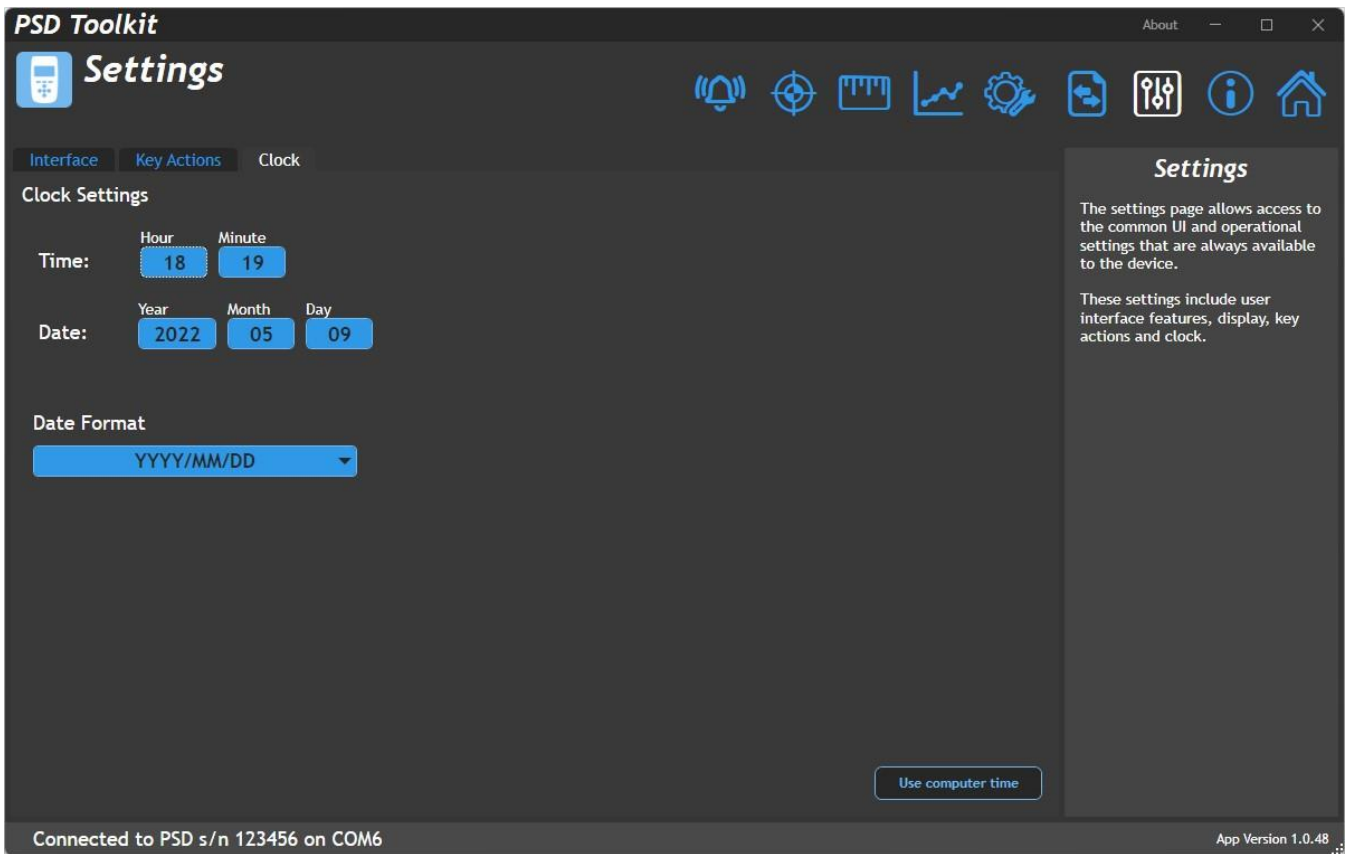 PSD Toolkit
About
Settings
Interface Key Actions Clock
Clock Settings
Hour Minute
Time: 18 19
Year Month Day
Date: 2022 05 09
Date Format
YYYY/MM/DD
Use computer time
Settings
The settings page allows access to
the common UI and operational
settings that are always available
to the device.
These settings include user
interface features, display, key
actions and clock.
Connected to PSD s/n 123456 on COM6
App Version 1.0.48